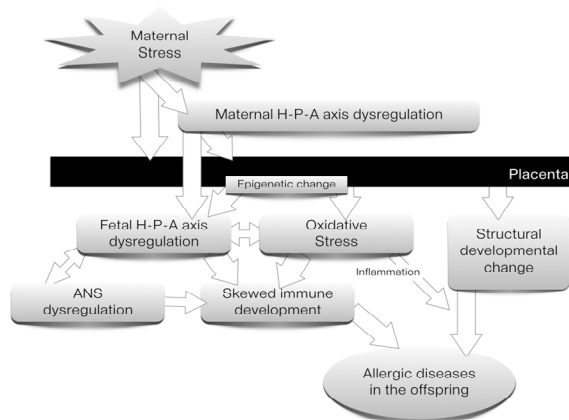 Maternal
Stress
Maternal H-P-A axis dysregulation
Placenta
Epigenetic change
Fetal H-P-A axis
dysregulation
Oxidative
Stress
Structural
developmental
change
Inflammation
ANS
dysregulation
Skewed immune
development
Allergic diseases
in the offspring